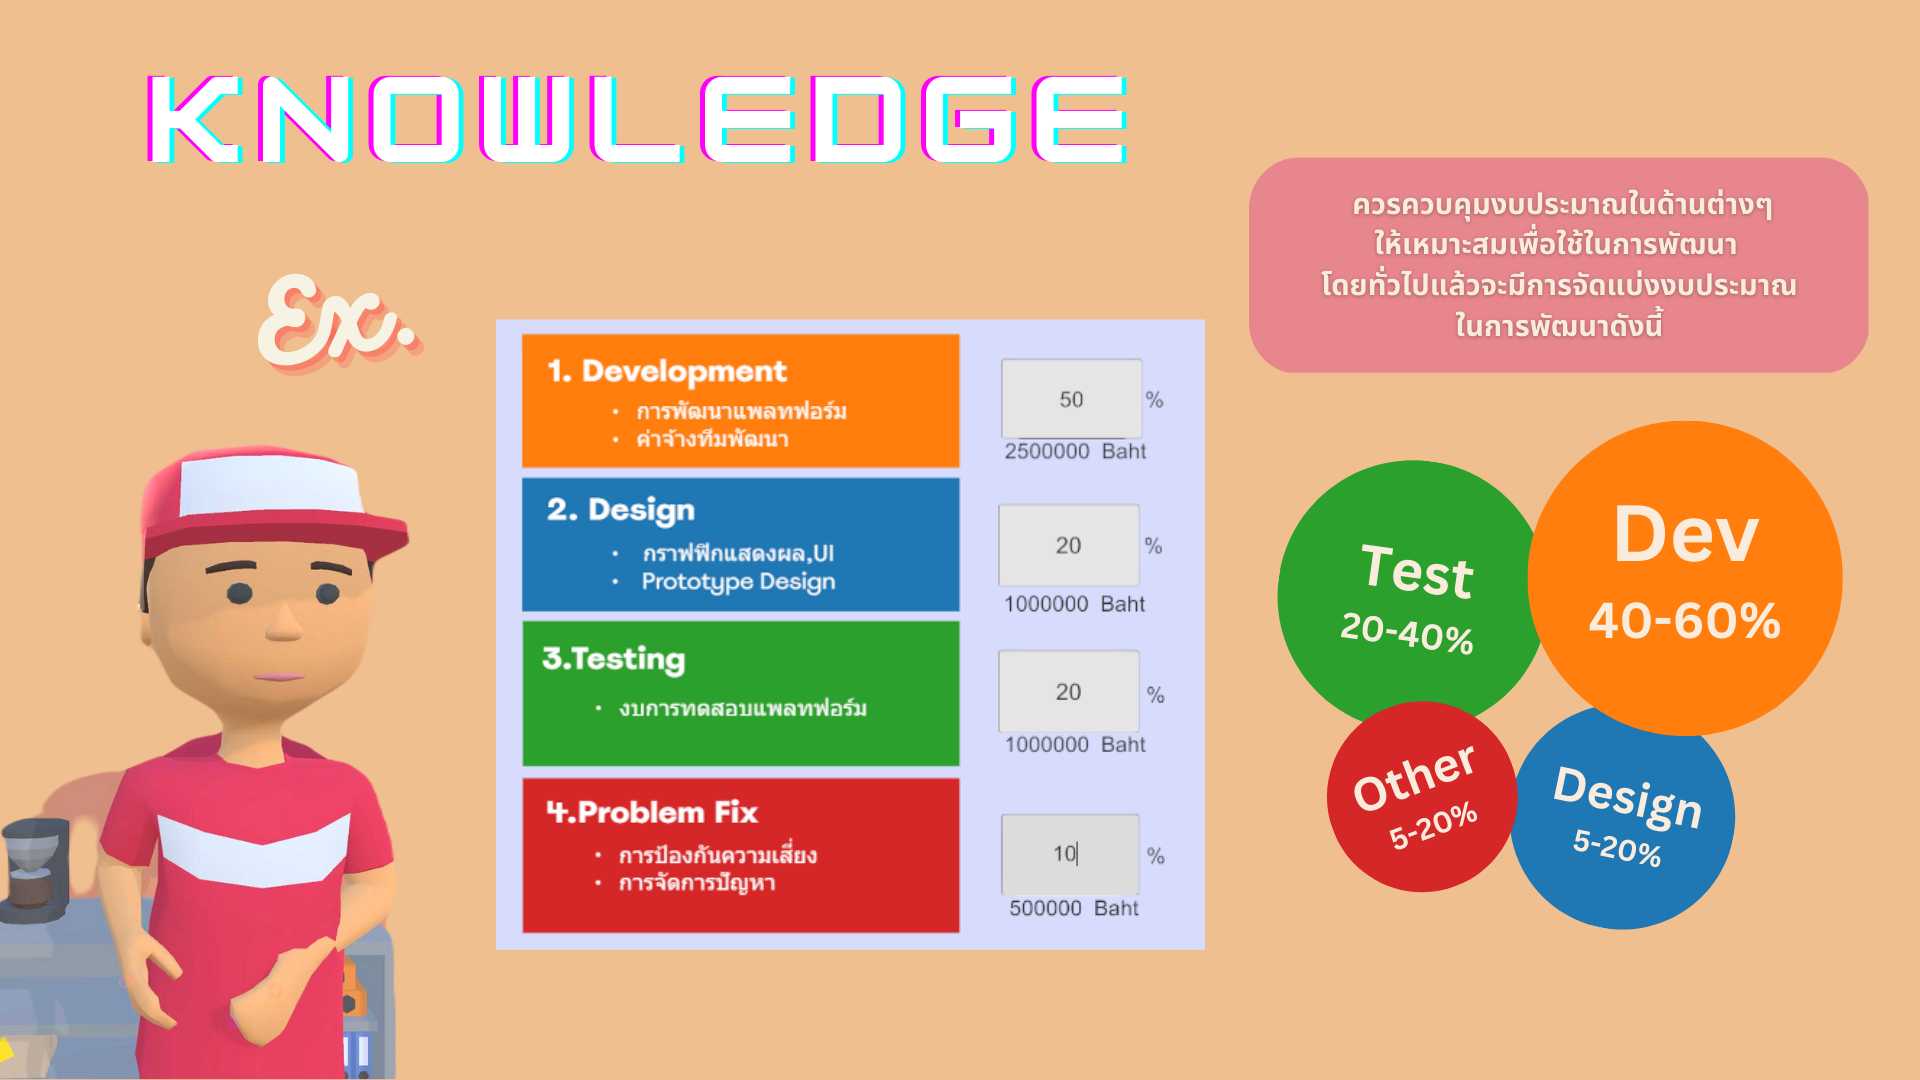 KNOWLEDGE
ควรควบคุมงบประมาณในด้านต่างๆ
ให้เหมาะสมเพื่อใช้ในการพัฒนา
โดยทั่วไปแล้วจะมีการจัดแบ่งงบประมาณ
ในการพัฒนาดังนี้
Ex.
1. Development
• การพัฒนาแพลทฟอร์ม
• ค่าจ้างทีมพัฒนา
50 %
2500000 Baht
2. Design
• กราฟฟิกแสดงผล,UI
• Prototype Design
20 %
1000000 Baht
3.Testing
• งบการทดสอบแพลทฟอร์ม
20 %
1000000 Baht
4.Problem Fix
• การป้องกันความเสี่ยง
• การจัดการปัญหา
10 %
500000 Baht
Test
20-40%
Dev
40-60%
Other
5-20%
Design
5-20%